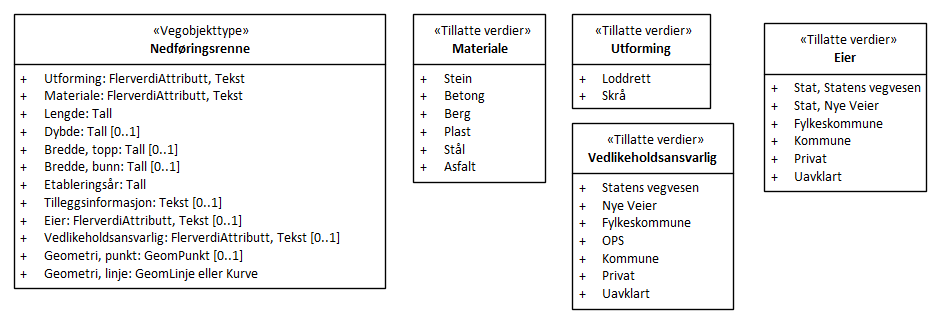 «Vegobjekttype»
Nedføringsrenne
+ Utforming: FlerverdiAttributt, Tekst
+ Materiale: FlerverdiAttributt, Tekst
+ Lengde: Tall
+ Dybde: Tall [0..1]
+ Bredde, topp: Tall [0..1]
+ Bredde, bunn: Tall [0..1]
+ Etableringsår: Tall
+ Tilleggsinformasjon: Tekst [0..1]
+ Eier: FlerverdiAttributt, Tekst [0..1]
+ Vedlikeholdsansvarlig: FlerverdiAttributt, Tekst [0..1]
+ Geometri, punkt: GeomPunkt [0..1]
+ Geometri, linje: GeomLinje eller Kurve
«Tillatte verdier»
Materiale
+ Stein
+ Betong
+ Berg
+ Plast
+ Stål
+ Asfalt
«Tillatte verdier»
Utforming
+ Loddrett
+ Skrå
«Tillatte verdier»
Vedlikeholdsansvarlig
+ Statens vegvesen
+ Nye Veier
+ Fylkeskommune
+ OPS
+ Kommune
+ Privat
+ Uavklart
«Tillatte verdier»
Eier
+ Stat, Statens vegvesen
+ Stat, Nye Veier
+ Fylkeskommune
+ Kommune
+ Privat
+ Uavklart